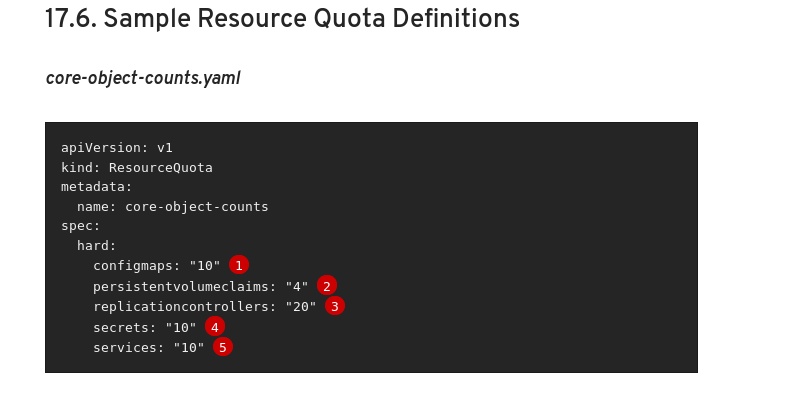 17.6. Sample Resource Quota Definitions
core-object-counts.yaml
apiVersion: v1
kind: ResourceQuota
metadata:
  name: core-object-counts
spec:
  hard:
    configmaps: "10" 1
    persistentvolumeclaims: "4" 2
    replicationcontrollers: "20" 3
    secrets: "10" 4
    services: "10" 5